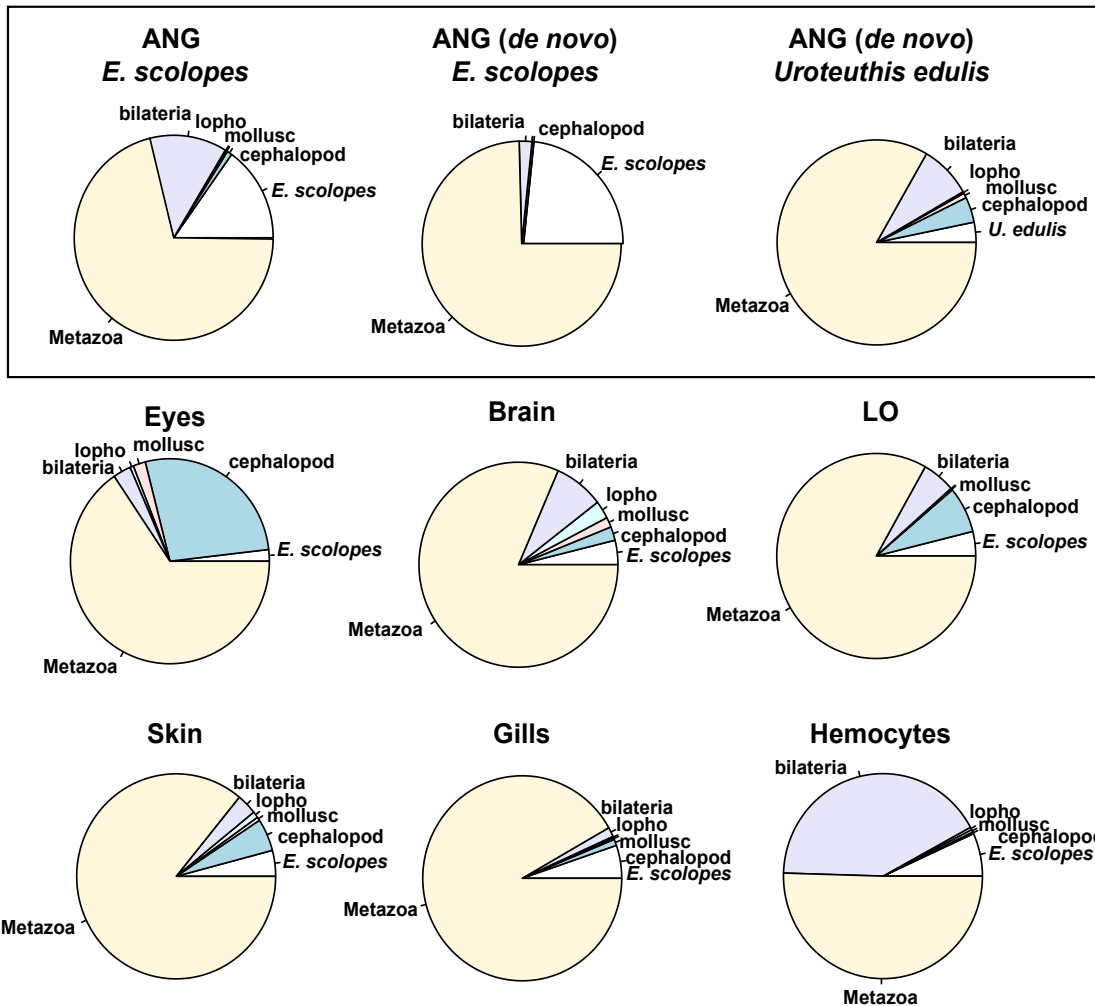 ANG
E. scolopes
bilateria
lopho
mollusc
cephalopod
E. scolopes
Metazoa
ANG (de novo)
E. scolopes
bilateria
cephalopod
E. scolopes
Metazoa
ANG (de novo)
Uroteuthis edulis
bilateria
lopho
mollusc
cephalopod
U. edulis
Metazoa
Eyes
lopho
mollusc
bilateria
cephalopod
E. scolopes
Metazoa
Brain
bilateria
lopho
mollusc
cephalopod
E. scolopes
Metazoa
LO
bilateria
mollusc
cephalopod
E. scolopes
Metazoa
Skin
bilateria
lopho
mollusc
cephalopod
E. scolopes
Metazoa
Gills
bilateria
lopho
mollusc
cephalopod
E. scolopes
Metazoa
Hemocytes
bilateria
lopho
mollusc
cephalopod
E. scolopes
Metazoa